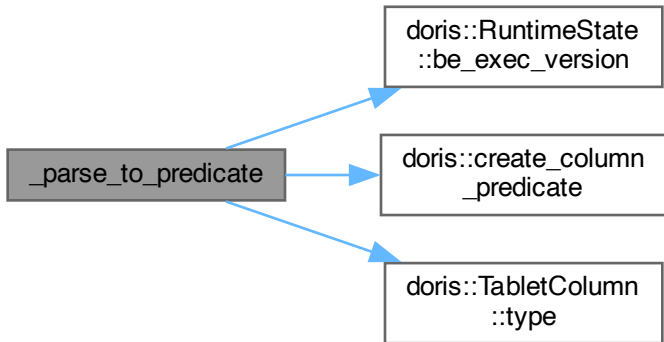 doris::RuntimeState
::be_exec_version
_parse_to_predicate
doris::create_column
_predicate
doris::TabletColumn
::type